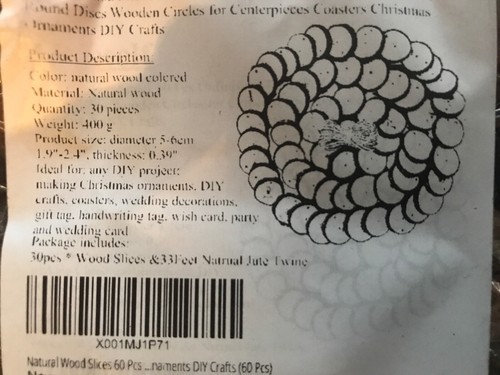 Round Discs Wooden Circles for Centerpieces Coasters Christmas
Ornaments DIY Crafts
Product Description:
Color: natural wood colored
Material: Natural wood
Quantity: 30 pieces
Weight: 400 g
Product size: diameter 5-6cm
1.9"-2.4", thickness: 0.39"
Ideal for: any DIY project:
making Christmas ornaments, DIY
crafts, coasters, wedding decorations,
gift tag, handwriting tag, wish card, party
and wedding card
Package includes:
30pcs * Wood Slices &33Feet Natrual Jute Twine
X001MJ1P71
Natural Wood Slices 60 Pcs ...naments DIY Crafts (60 Pcs)